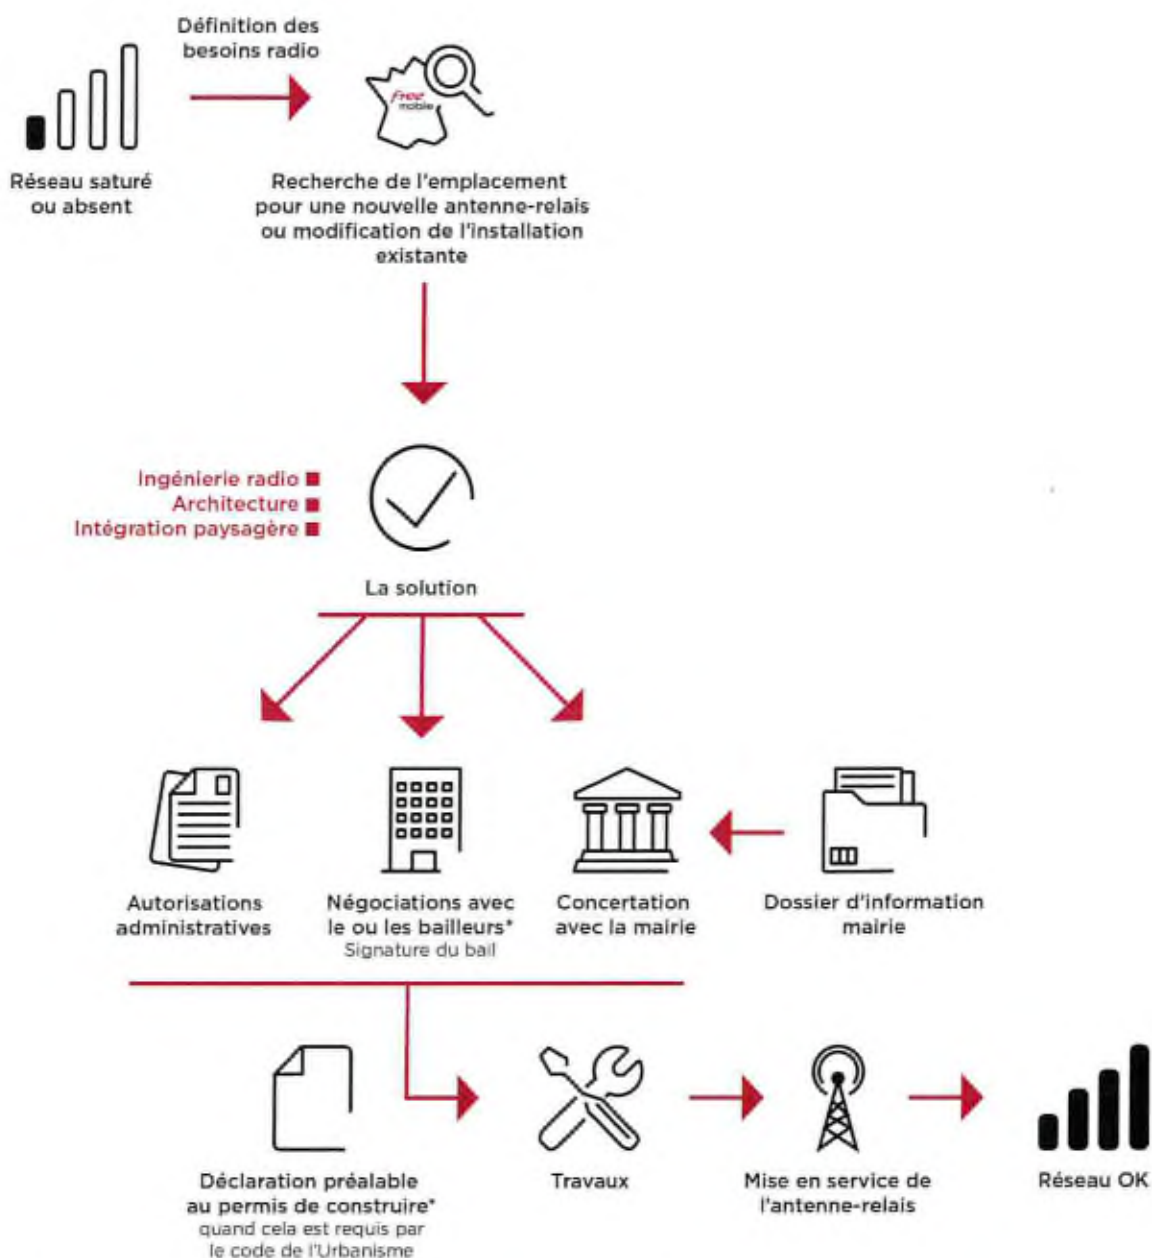 Définition des
besoins radio
free
mobile
Réseau saturé
ou absent
Recherche de l'emplacement
pour une nouvelle antenne-relais
ou modification de l'installation
existante
Ingénierie radio
Architecture
Intégration paysagère
La solution
Autorisations
administratives
Négociations avec
le ou les bailleurs*
Signature du bail
Concertation
avec la mairie
Dossier d'information
mairie
Déclaration préalable
au permis de construire*
quand cela est requis par
le code de l'Urbanisme
Travaux
Mise en service de
l'antenne-relais
Réseau OK